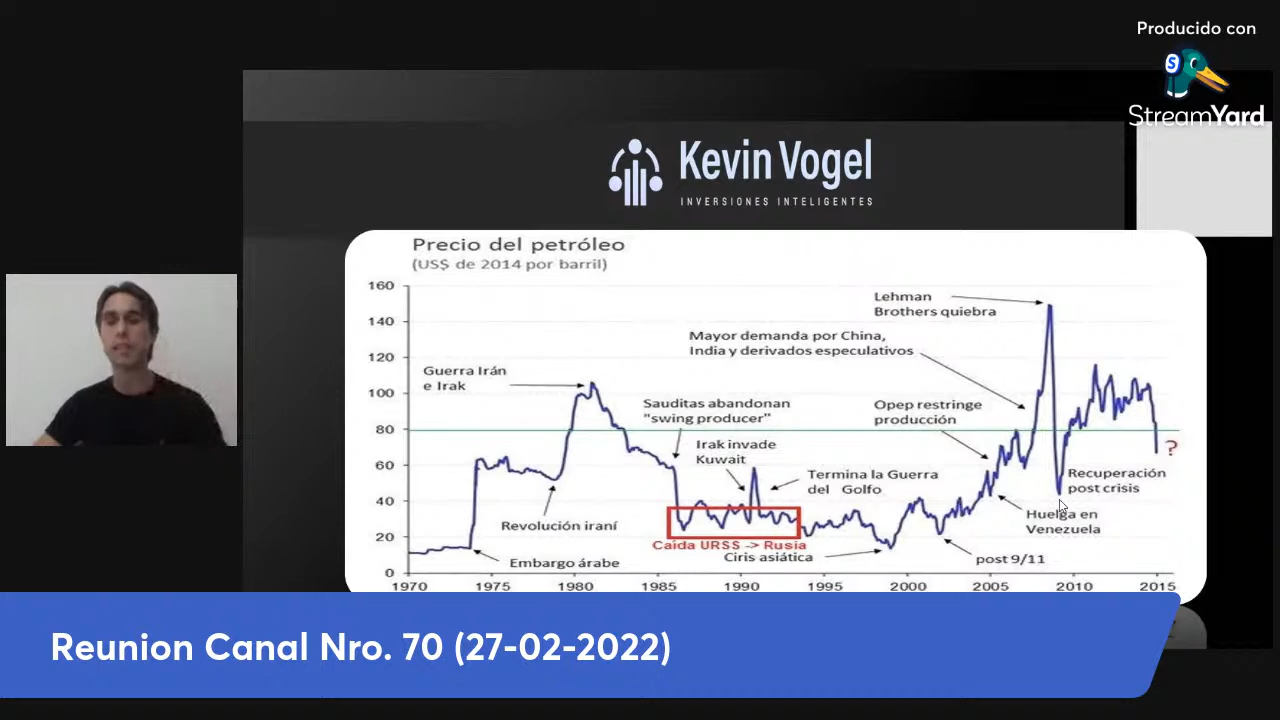 Producido con
StreamYard
Kevin Vogel
INVERSIONES INTELIGENTES
Precio del petróleo
(US$ de 2014 por barril)
160
140
120
100
80
60
40
20
0
1970
1975
1980
1985
1990
1995
2000
2005
2010
2015
Lehman
Brothers quiebra
Mayor demanda por China,
India y derivados especulativos
Guerra Irán
e Irak
Sauditas abandonan
"swing producer"
Opep restringe
producción
Irak invade
Kuwait
Termina la Guerra
del Golfo
?
Recuperación
post crisis
Revolución iraní
Huelga en
Venezuela
Caída URSS -> Rusia
Ciris asiática
post 9/11
Embargo árabe
Reunion Canal Nro. 70 (27-02-2022)